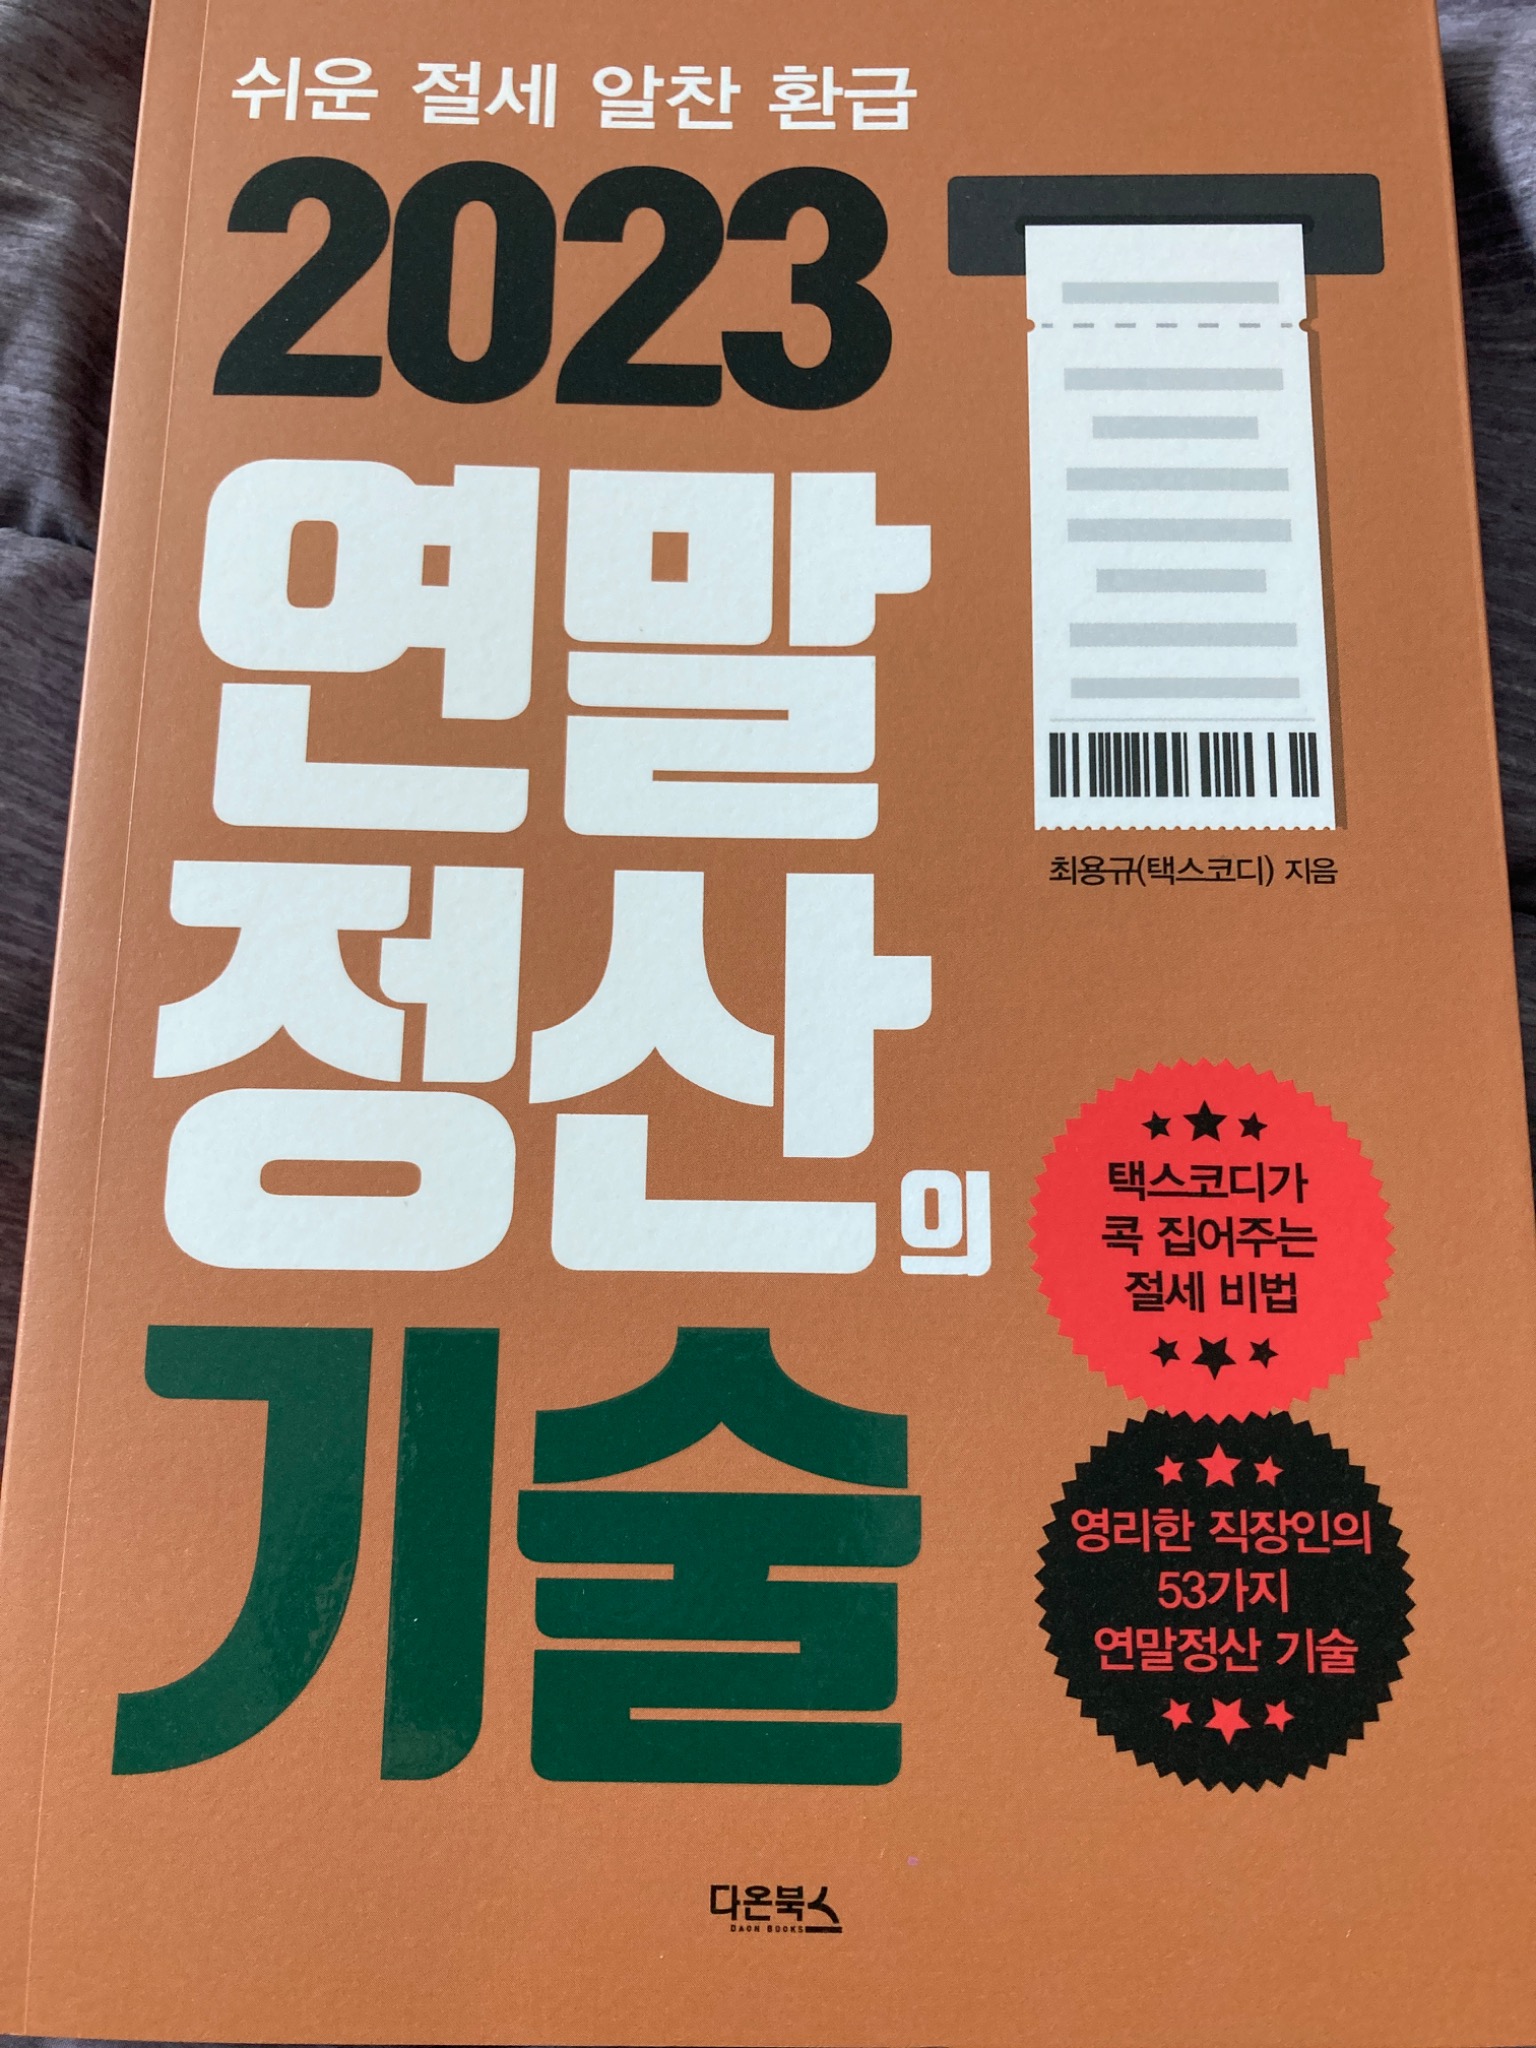 쉬운 절세 알찬 환급
2023
연말
정산의
기술
최용규(택스코디) 지음
택스코디가
콕 집어주는
절세 비법
영리한 직장인의
53가지
연말정산 기술
다온북스
DAON BOOKS